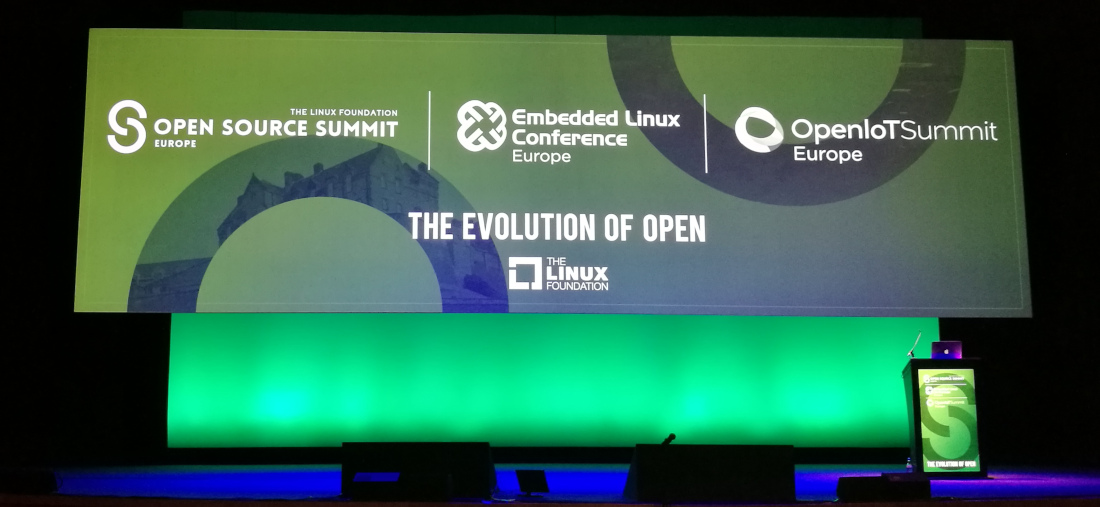 THE LINUX FOUNDATION
OPEN SOURCE SUMMIT
EUROPE
Embedded Linux
Conference
Europe
OpenIoTSummit
Europe
THE EVOLUTION OF OPEN
THE
LINUX
FOUNDATION
THE EVOLUTION OF OPEN